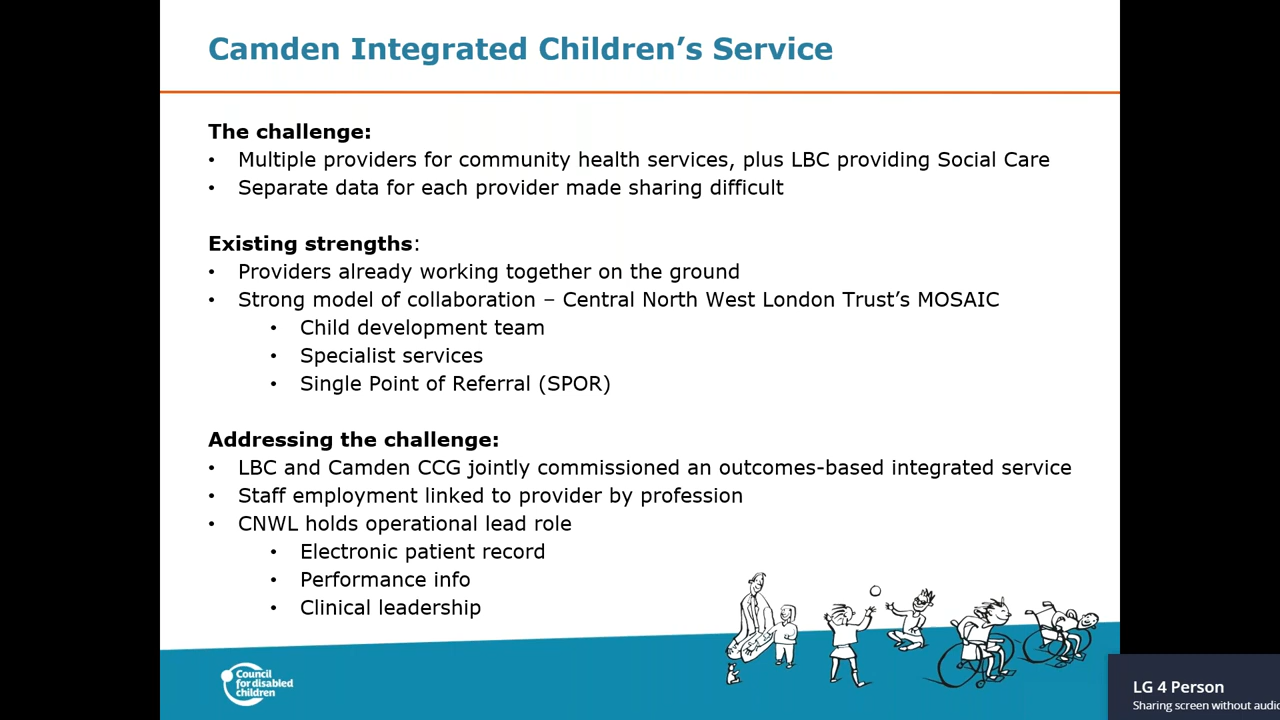 Camden Integrated Children’s Service
The challenge:
• Multiple providers for community health services, plus LBC providing Social Care
• Separate data for each provider made sharing difficult
Existing strengths:
• Providers already working together on the ground
• Strong model of collaboration – Central North West London Trust’s MOSAIC
• Child development team
• Specialist services
• Single Point of Referral (SPOR)
Addressing the challenge:
• LBC and Camden CCG jointly commissioned an outcomes-based integrated service
• Staff employment linked to provider by profession
• CNWL holds operational lead role
• Electronic patient record
• Performance info
• Clinical leadership
Council
for disabled
children
LG 4 Person
Sharing screen without audio